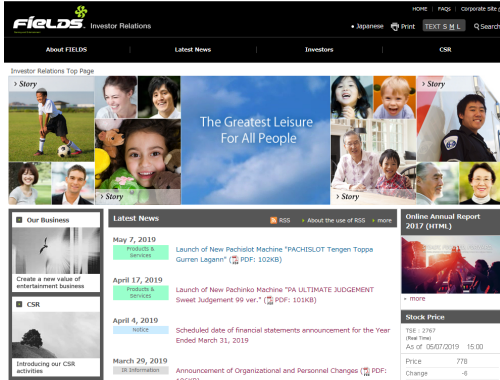 HOME | FAQs | Corporate Site
FIELDS Investor Relations
Japanese Print TEXT S M L Search
About FIELDS Latest News Investors CSR
Investor Relations Top Page
› Story
› Story
The Greatest Leisure
For All People
› Story
› Story
Our Business
Create a new value of
entertainment business
CSR
Introducing our CSR
activities
Latest News RSS About the use of RSS more
May 7, 2019
Products &
Services
Launch of New Pachislot Machine "PACHISLOT Tengen Toppa
Gurren Lagann" ( PDF: 102KB)
April 17, 2019
Products &
Services
Launch of New Pachinko Machine "PA ULTIMATE JUDGEMENT
Sweet Judgement 99 ver." ( PDF: 101KB)
April 4, 2019
Notice
Scheduled date of financial statements announcement for the Year
Ended March 31, 2019
March 29, 2019
IR Information
Announcement of Organizational and Personnel Changes ( PDF:
Online Annual Report
2017 (HTML)
more
Stock Price
TSE : 2767
(Real Time)
As of 05/07/2019 15:00
Price 778
Change -6